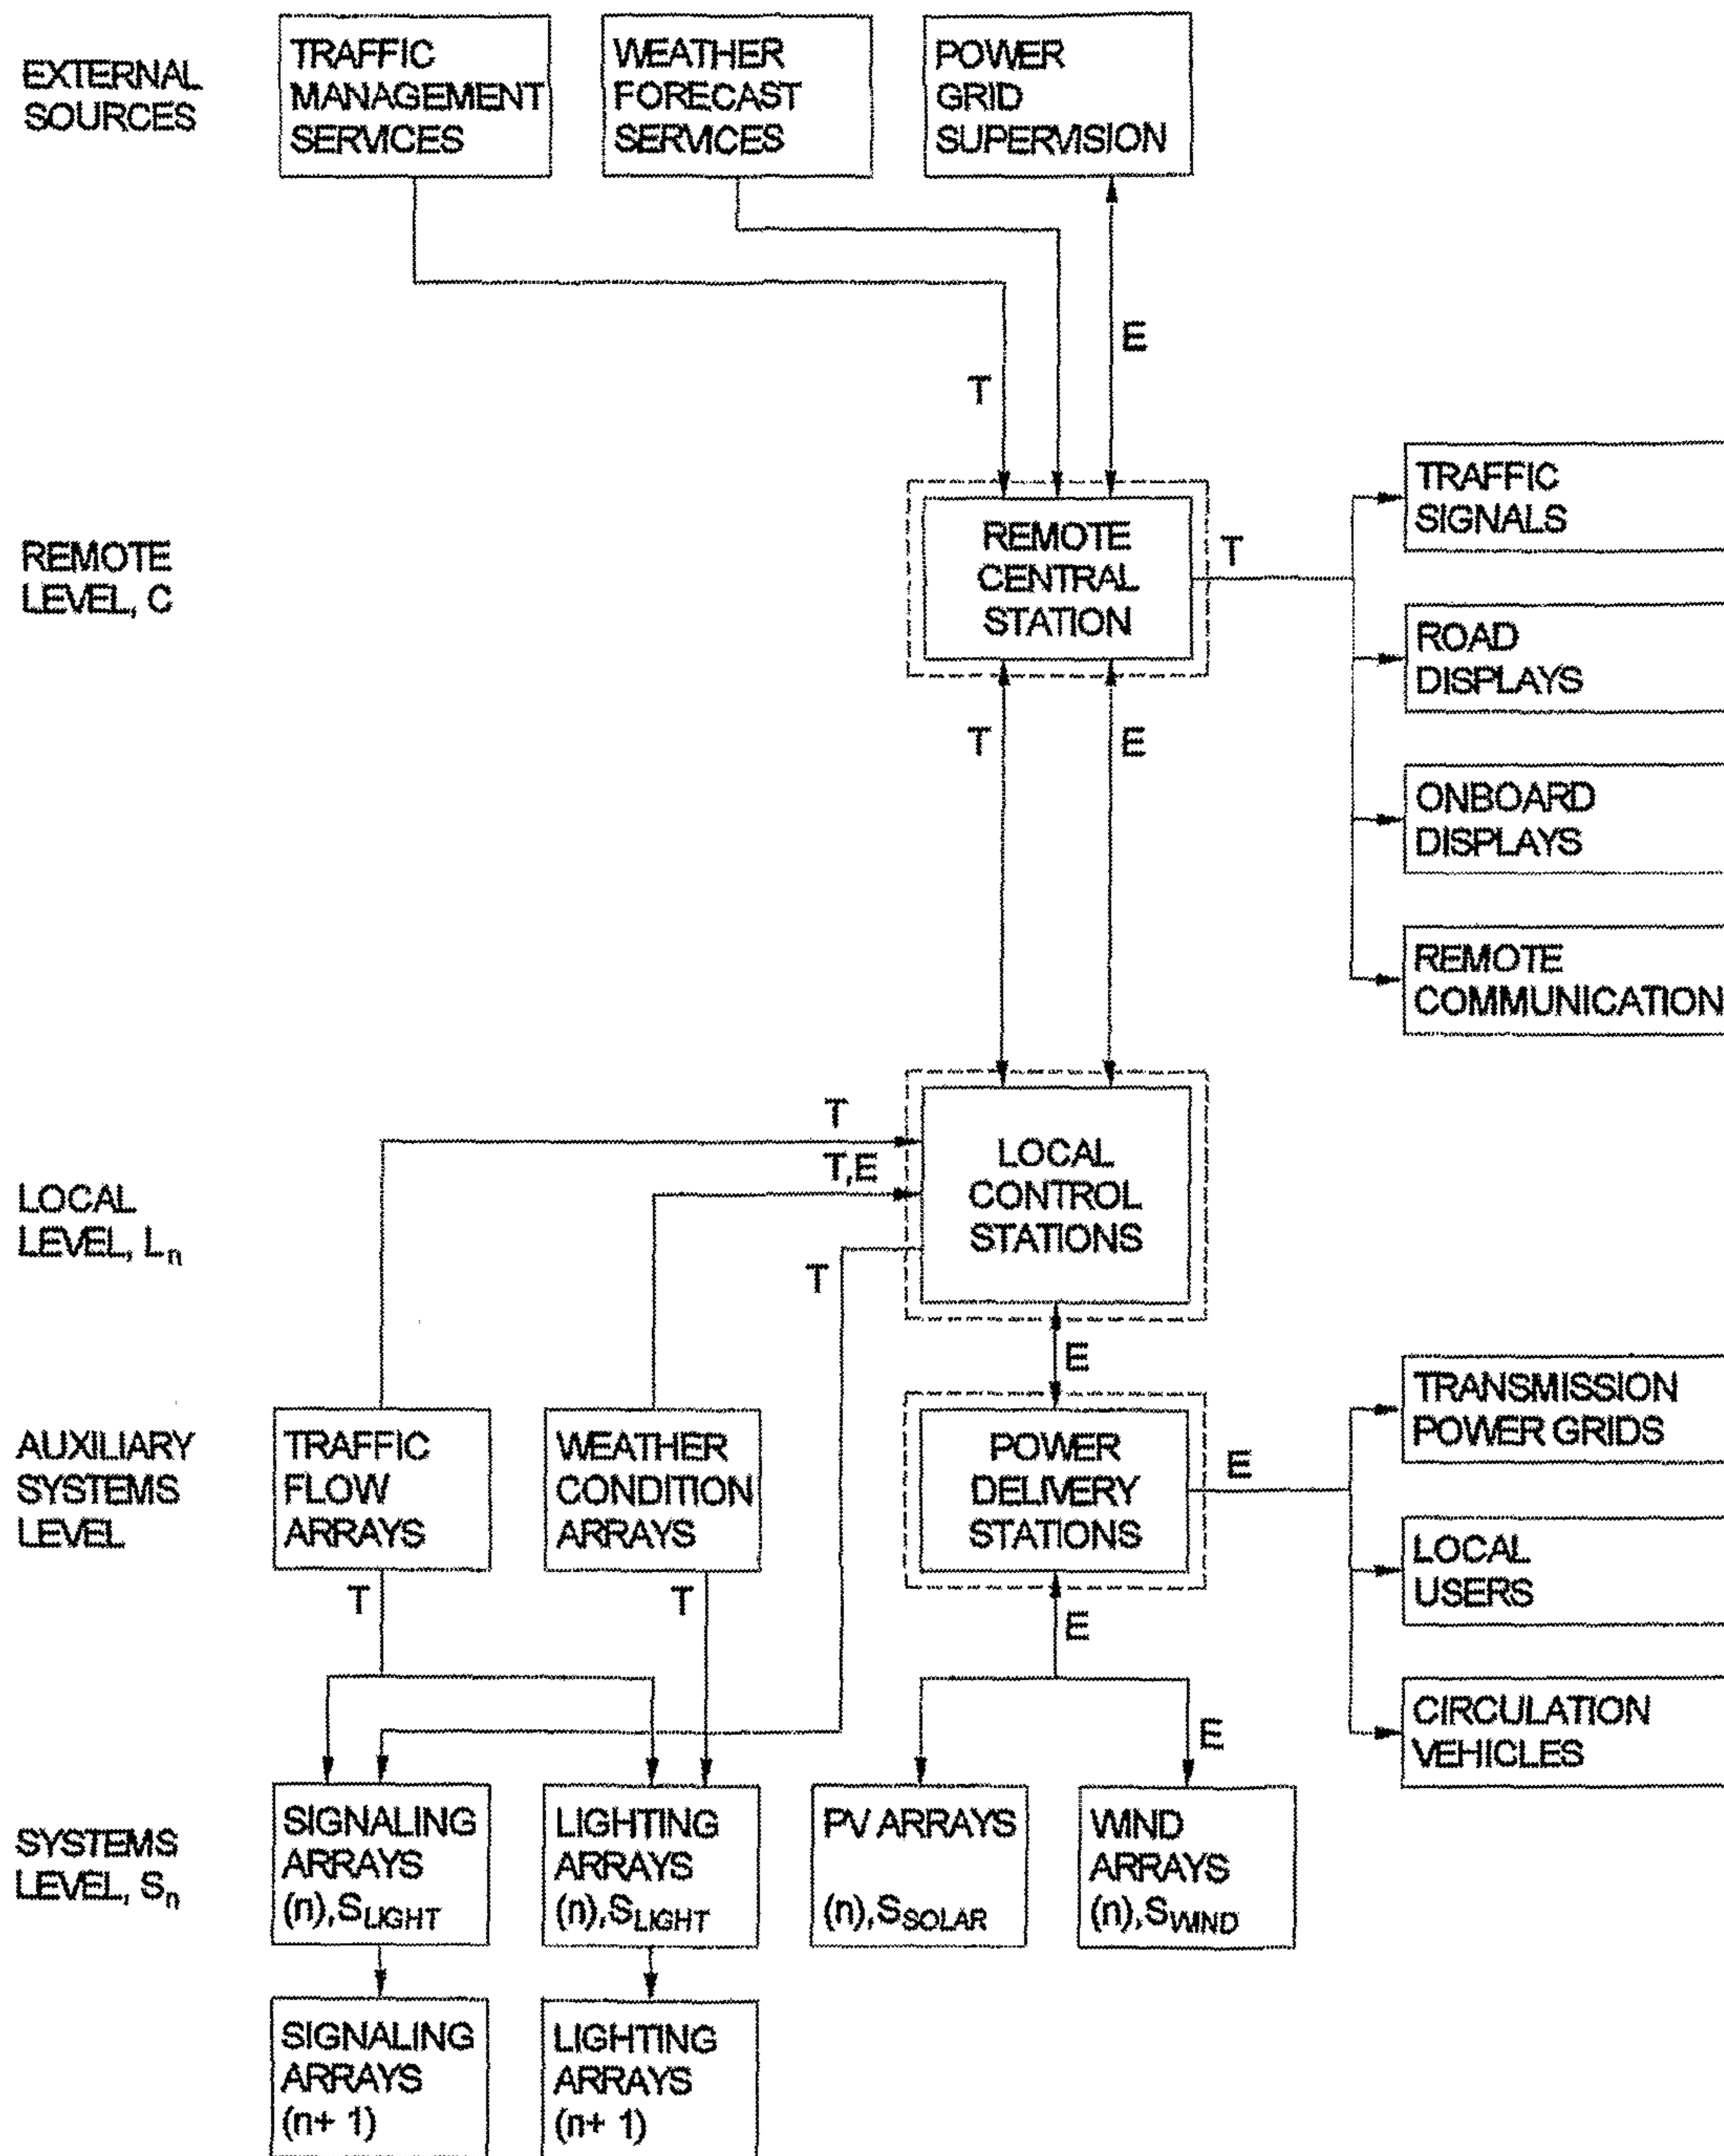 EXTERNAL
SOURCES
TRAFFIC
MANAGEMENT
SERVICES
WEATHER
FORECAST
SERVICES
POWER
GRID
SUPERVISION
E
T
REMOTE
LEVEL, C
REMOTE
CENTRAL
STATION
T
TRAFFIC
SIGNALS
ROAD
DISPLAYS
ONBOARD
DISPLAYS
REMOTE
COMMUNICATION
T
E
LOCAL
LEVEL, Ln
T
T,E
T
LOCAL
CONTROL
STATIONS
E
AUXILIARY
SYSTEMS
LEVEL
TRAFFIC
FLOW
ARRAYS
WEATHER
CONDITION
ARRAYS
POWER
DELIVERY
STATIONS
E
TRANSMISSION
POWER GRIDS
LOCAL
USERS
CIRCULATION
VEHICLES
T
T
E
E
SYSTEMS
LEVEL, Sn
SIGNALING
ARRAYS
(n),SLIGHT
LIGHTING
ARRAYS
(n),SLIGHT
PV ARRAYS
(n),SSOLAR
WIND
ARRAYS
(n),SWIND
SIGNALING
ARRAYS
(n+ 1)
LIGHTING
ARRAYS
(n+ 1)